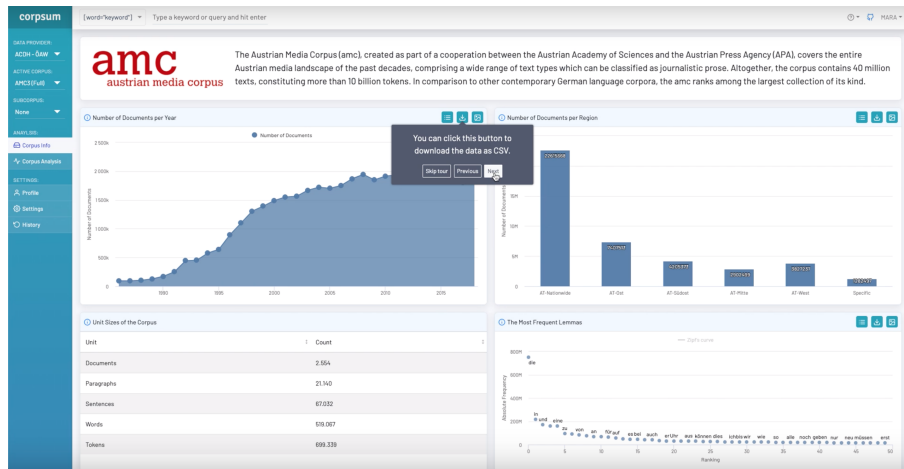 corpsum
[word="keyword"]
Type a keyword or query and hit enter
MARA
DATA PROVIDER:
ACDH - ÖAW
ACTIVE CORPUS:
AMC3 (Full)
SUBCORPUS:
None
ANAYLSIS:
Corpus Info
Corpus Analysis
SETTINGS:
Profile
Settings
History
amc
austrian media corpus
The Austrian Media Corpus (amc), created as part of a cooperation between the Austrian Academy of Sciences and the Austrian Press Agency (APA), covers the entire
Austrian media landscape of the past decades, comprising a wide range of text types which can be classified as journalistic prose. Altogether, the corpus contains 40 million
texts, constituting more than 10 billion tokens. In comparison to other contemporary German language corpora, the amc ranks among the largest collection of its kind.
Number of Documents per Year
Number of Documents
2 500k
2 000k
1 500k
1 000k
500k
0
Number of Documents
1990
1995
2000
2005
2010
2015
You can click this button to
download the data as CSV.
Skip tour
Previous
Next
Number of Documents per Region
15M
10M
5M
0
Number of Documents
AT-Nationwide
AT-Ost
AT-Südost
AT-Mitte
AT-West
Specific
Unit Sizes of the Corpus
Unit
Count
Documents
2.554
Paragraphs
21.140
Sentences
67.032
Words
519.067
Tokens
699.339
The Most Frequent Lemmas
Zipf's curve
800M
600M
400M
200M
0
Absolute Frequency
die
in
und
eine
zu
von
an
für
auf
es
bei
auch
er
Uhr
aus
können
dies
Ich
bis
wir
wie
so
alle
noch
geben
nur
neu
müssen
erst
0
5
10
15
20
25
30
35
40
45
50
Ranking